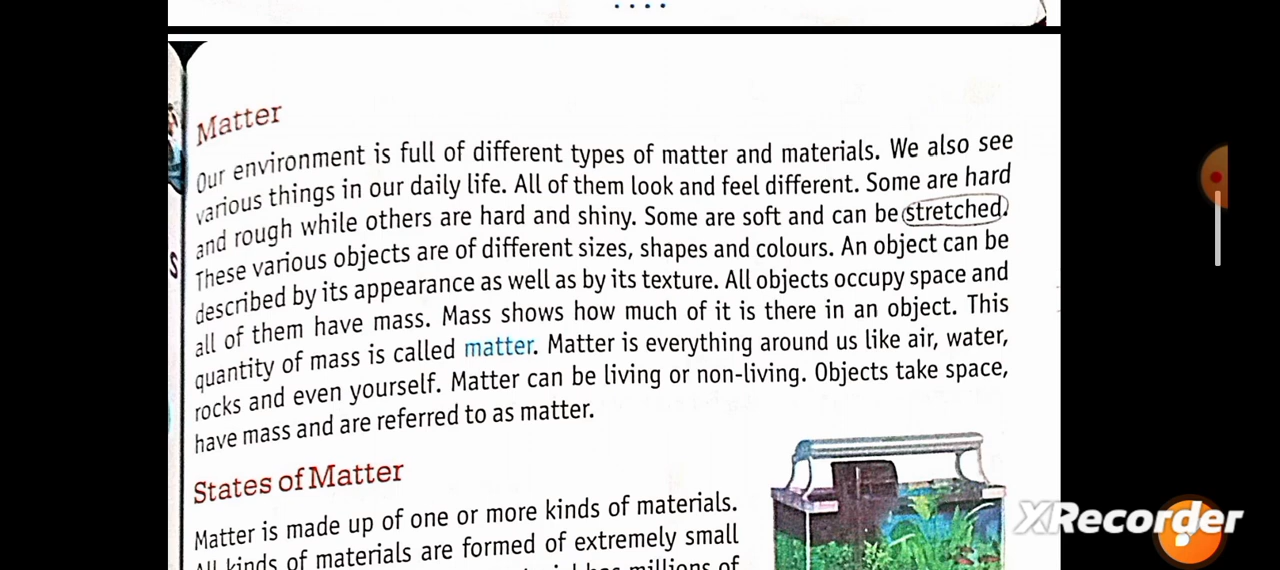 Matter
Our environment is full of different types of matter and materials. We also see
various things in our daily life. All of them look and feel different. Some are hard
and rough while others are hard and shiny. Some are soft and can be stretched.
These various objects are of different sizes, shapes and colours. An object can be
described by its appearance as well as by its texture. All objects occupy space and
all of them have mass. Mass shows how much of it is there in an object. This
quantity of mass is called matter. Matter is everything around us like air, water,
rocks and even yourself. Matter can be living or non-living. Objects take space,
have mass and are referred to as matter.
States of Matter
Matter is made up of one or more kinds of materials.
All kinds of materials are formed of extremely small
millions of
XRecorder
S